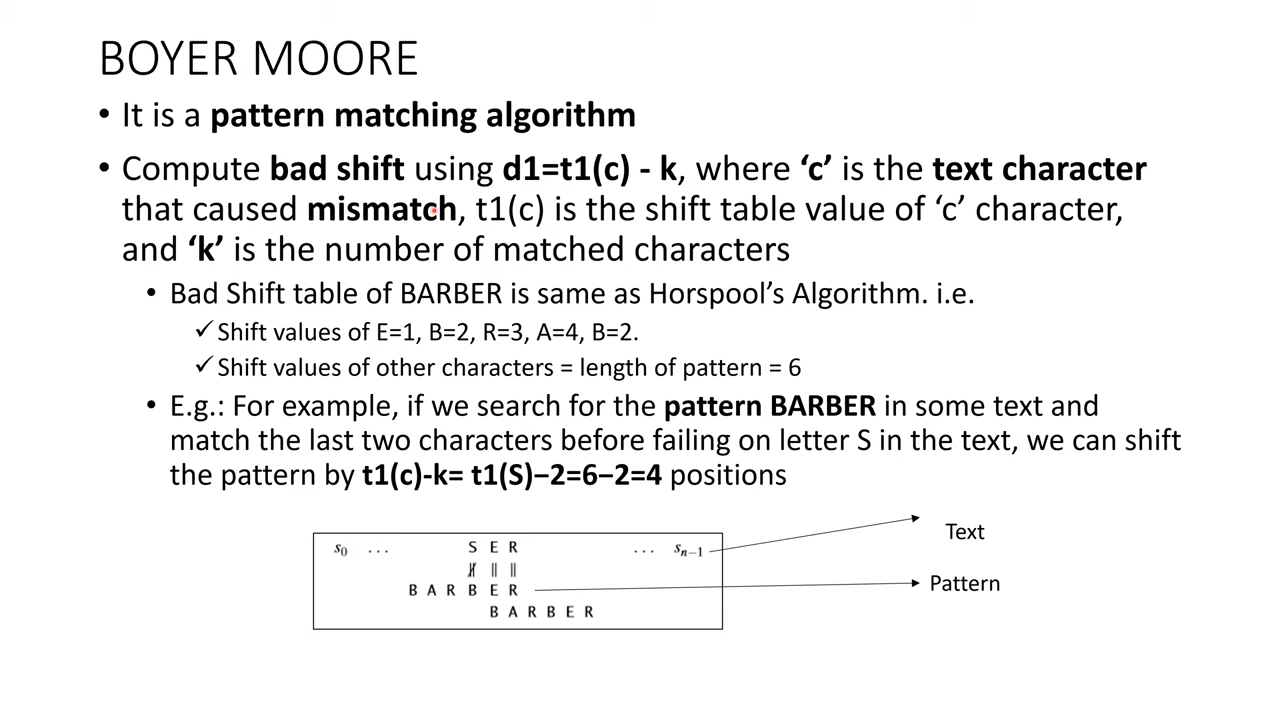 BOYER MOORE
• It is a pattern matching algorithm
• Compute bad shift using d1=t1(c) - k, where ‘c’ is the text character
that caused mismatch, t1(c) is the shift table value of ‘c’ character,
and ‘k’ is the number of matched characters
• Bad Shift table of BARBER is same as Horspool’s Algorithm. i.e.
✓ Shift values of E=1, B=2, R=3, A=4, B=2.
✓ Shift values of other characters = length of pattern = 6
• E.g.: For example, if we search for the pattern BARBER in some text and
match the last two characters before failing on letter S in the text, we can shift
the pattern by t1(c)-k= t1(S)−2=6−2=4 positions
s0 ... S E R ... sn−1 Text
B A R B E R Pattern
B A R B E R